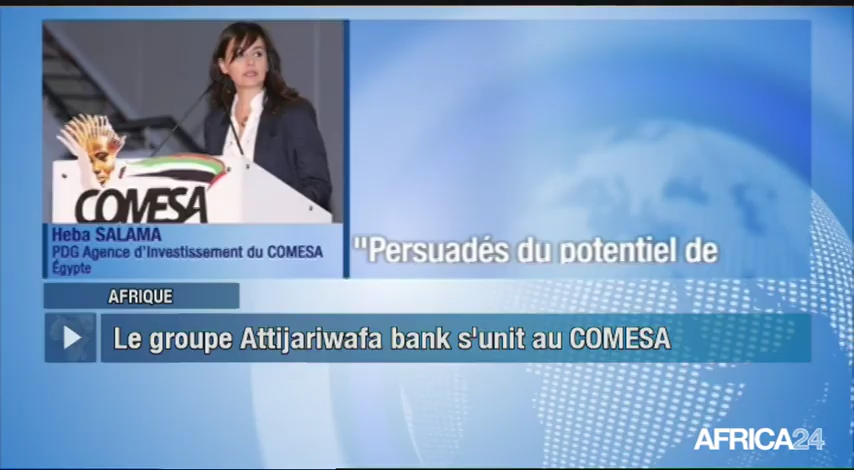 COMESA
Heba SALAMA
PDG Agence d'Investissement du COMESA
Égypte
"Persuadés du potentiel de
AFRIQUE
Le groupe Attijariwafa bank s'unit au COMESA
AFRICA24